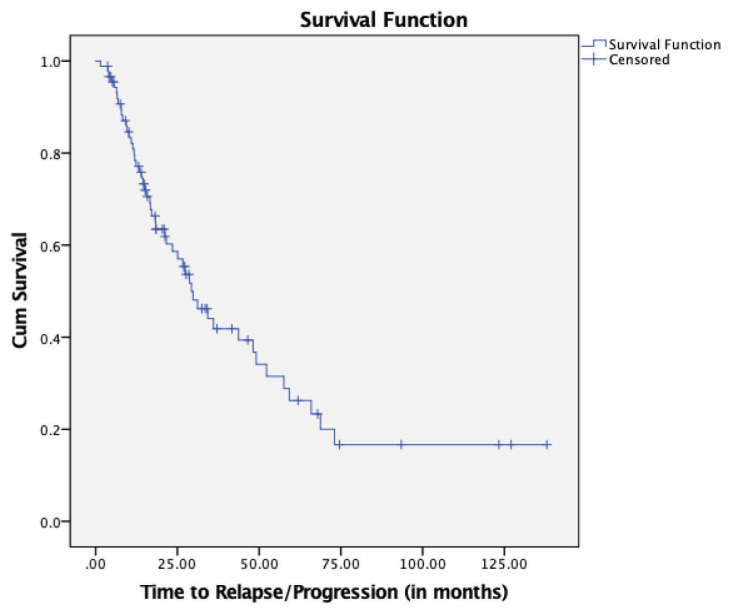 Survival Function
Survival Function
Censored
1.0
0.8
0.6
0.4
0.2
0.0
Cum Survival
.00 25.00 50.00 75.00 100.00 125.00
Time to Relapse/Progression (in months)